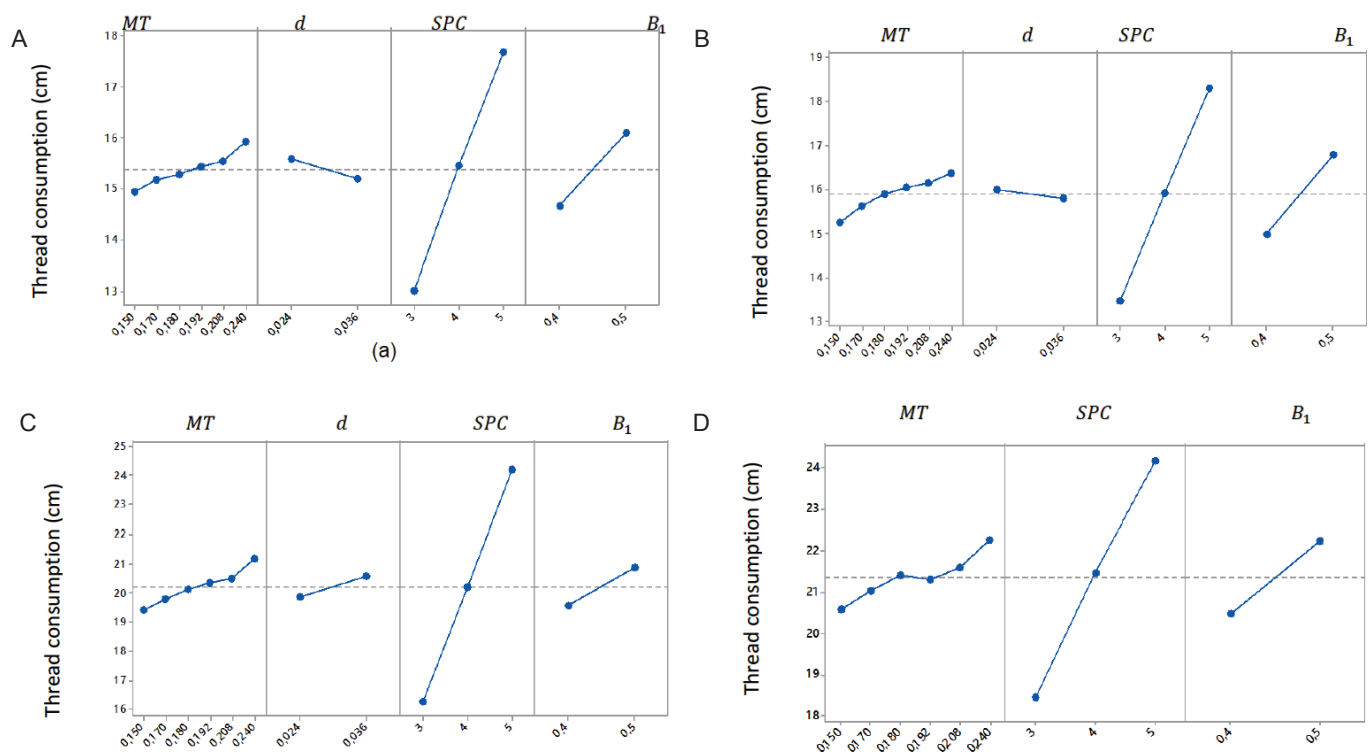 A
MT d SPC B₁
Thread consumption (cm)
18
17
16
15
14
13
0,150 0,170 0,180 0,192 0,208 0,240 0,024 0,036 3 4 5 0,4 0,5
(a)
B
MT d SPC B₁
Thread consumption (cm)
19
18
17
16
15
14
13
0,150 0,170 0,180 0,192 0,208 0,240 0,024 0,036 3 4 5 0,4 0,5
C
MT d SPC B₁
Thread consumption (cm)
25
24
23
22
21
20
19
18
17
16
0,150 0,170 0,180 0,192 0,208 0,240 0,024 0,036 3 4 5 0,4 0,5
D
MT SPC B₁
Thread consumption (cm)
24
23
22
21
20
19
18
0,150 0,170 0,180 0,192 0,208 0,240 3 4 5 0,4 0,5